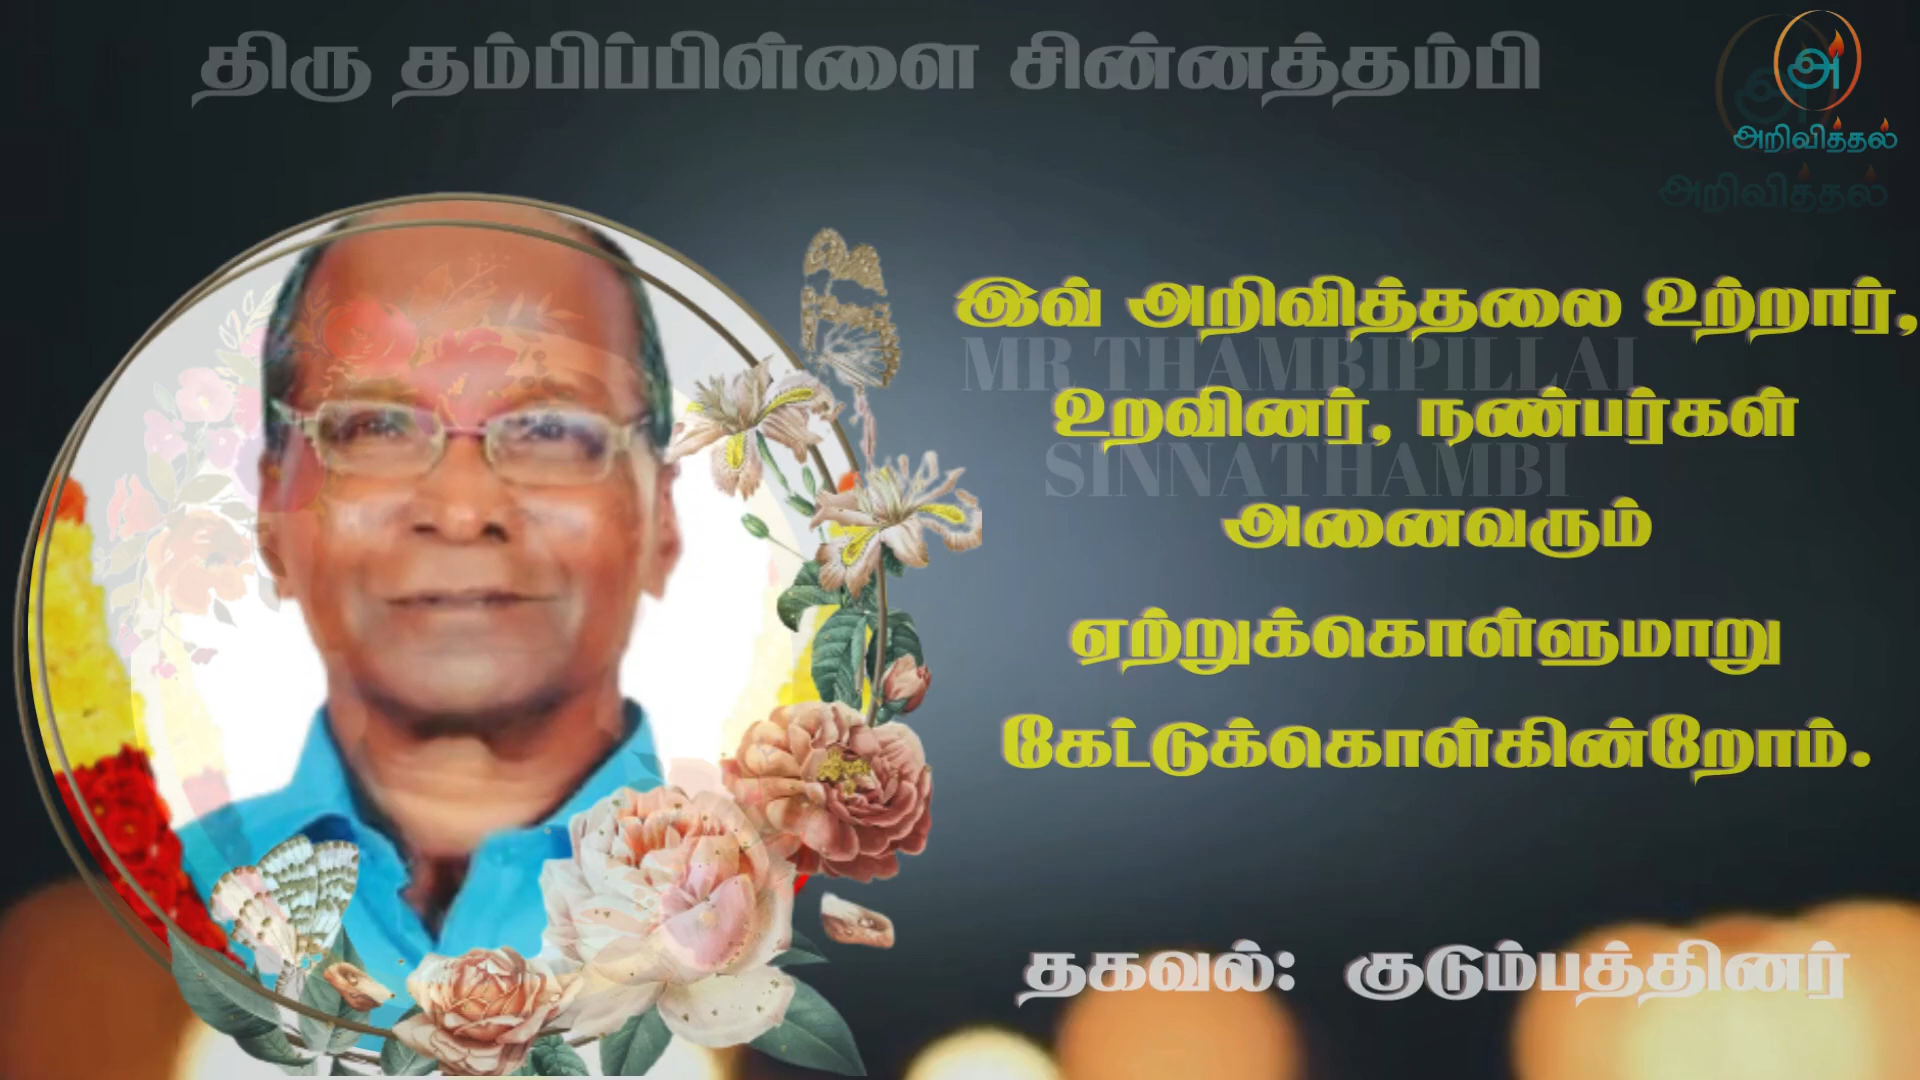 திரு தம்பிப்பிள்ளை சின்னத்தம்பி
அ
அறிவித்தல்
அறிவித்தல்
இவ் அறிவித்தலை உற்றார்,
MR THAMBIPILLAI
உறவினர், நண்பர்கள்
SINNATHAMBI
அனைவரும்
ஏற்றுக்கொள்ளுமாறு
கேட்டுக்கொள்கின்றோம்.
தகவல்: குடும்பத்தினர்